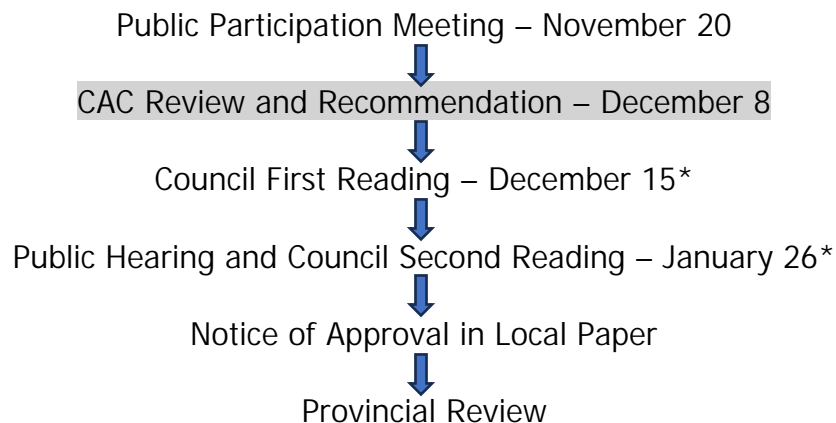 Public Participation Meeting – November 20
CAC Review and Recommendation – December 8
Council First Reading – December 15*
Public Hearing and Council Second Reading – January 26*
Notice of Approval in Local Paper
Provincial Review